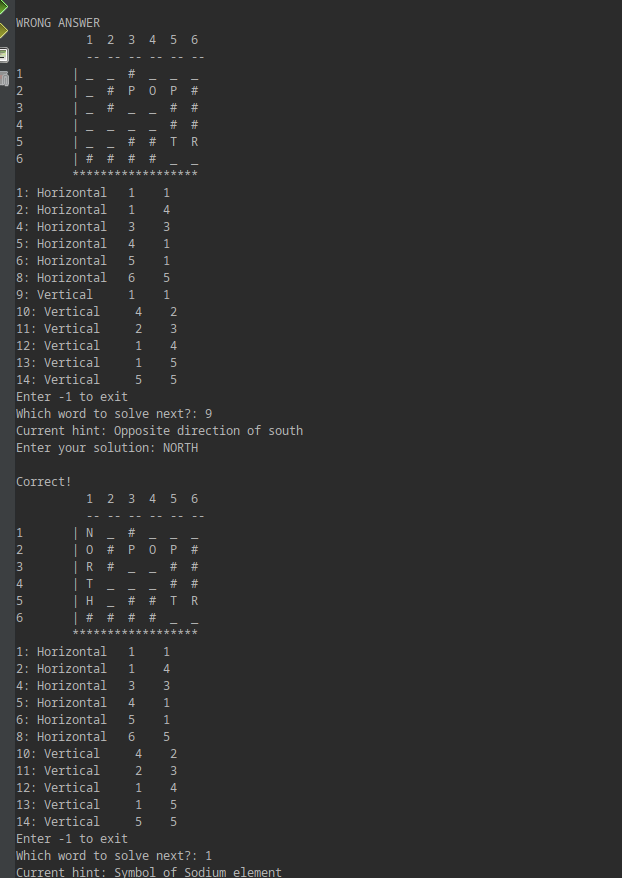 WRONG ANSWER
1 2 3 4 5 6
-- -- -- -- -- --
1 | _ _ # _ _ _
2 | _ # P O P #
3 | _ # _ _ # #
4 | _ _ _ _ # #
5 | _ _ # # T R
6 | # # # # _ _
******************
1: Horizontal 1 1
2: Horizontal 1 4
4: Horizontal 3 3
5: Horizontal 4 1
6: Horizontal 5 1
8: Horizontal 6 5
9: Vertical 1 1
10: Vertical 4 2
11: Vertical 2 3
12: Vertical 1 4
13: Vertical 1 5
14: Vertical 5 5
Enter -1 to exit
Which word to solve next?: 9
Current hint: Opposite direction of south
Enter your solution: NORTH
Correct!
1 2 3 4 5 6
-- -- -- -- -- --
1 | N _ # _ _ _
2 | O # P O P #
3 | R # _ _ # #
4 | T _ _ _ # #
5 | H _ # # T R
6 | # # # # _ _
******************
1: Horizontal 1 1
2: Horizontal 1 4
4: Horizontal 3 3
5: Horizontal 4 1
6: Horizontal 5 1
8: Horizontal 6 5
10: Vertical 4 2
11: Vertical 2 3
12: Vertical 1 4
13: Vertical 1 5
14: Vertical 5 5
Enter -1 to exit
Which word to solve next?: 1
Current hint: Symbol of Sodium element